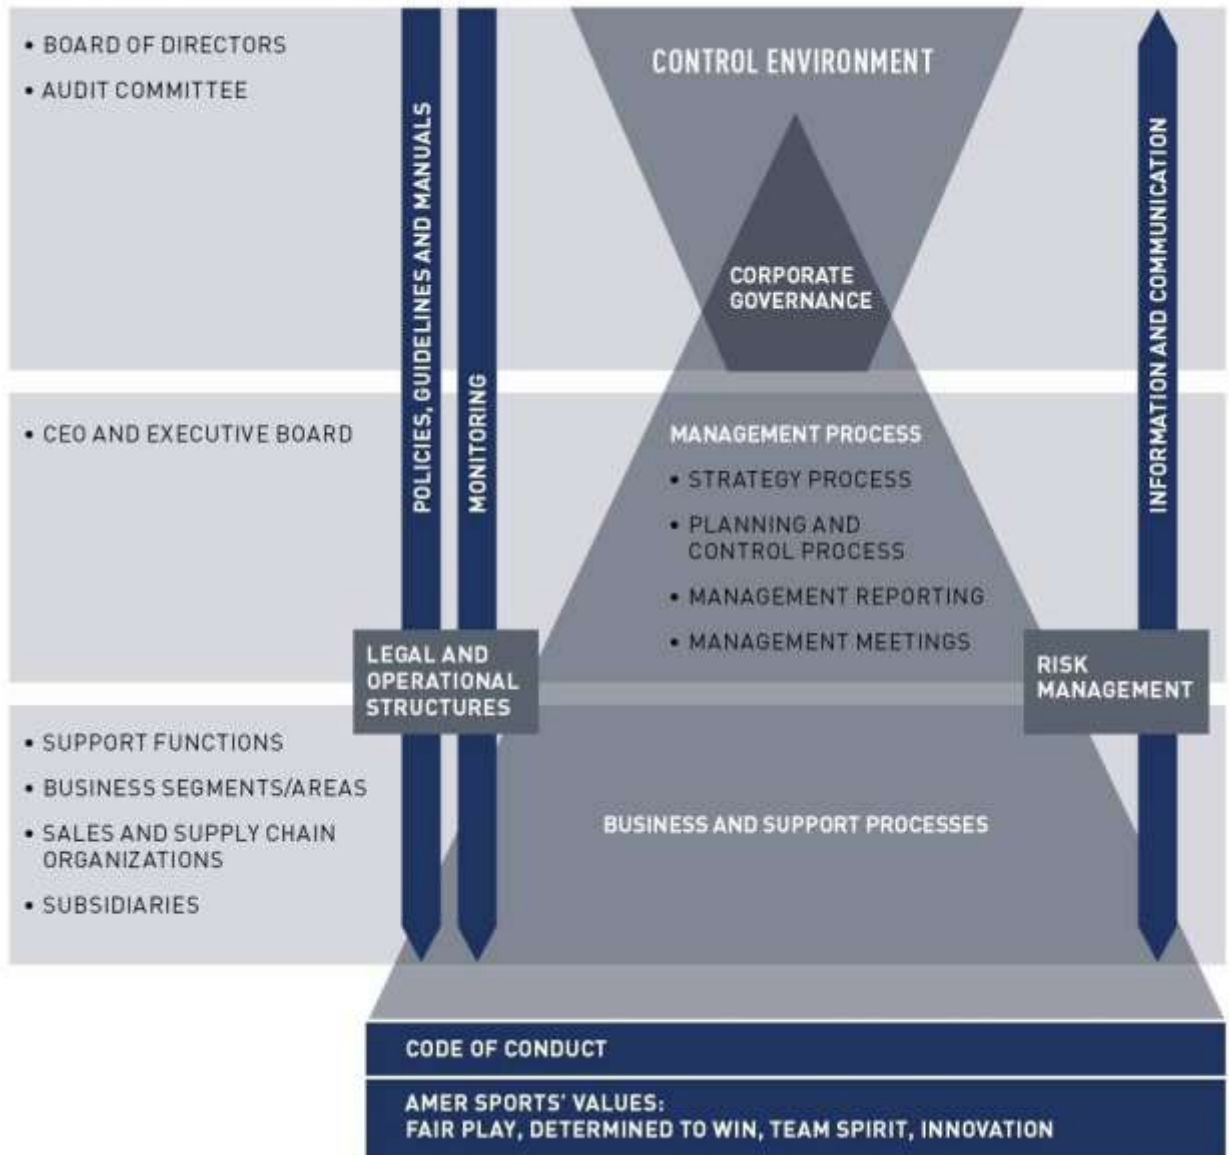 • BOARD OF DIRECTORS
• AUDIT COMMITTEE
POLICIES, GUIDELINES AND MANUALS
MONITORING
CONTROL ENVIRONMENT
CORPORATE
GOVERNANCE
INFORMATION AND COMMUNICATION
• CEO AND EXECUTIVE BOARD
MANAGEMENT PROCESS
• STRATEGY PROCESS
• PLANNING AND
CONTROL PROCESS
• MANAGEMENT REPORTING
• MANAGEMENT MEETINGS
LEGAL AND
OPERATIONAL
STRUCTURES
RISK
MANAGEMENT
• SUPPORT FUNCTIONS
• BUSINESS SEGMENTS/AREAS
• SALES AND SUPPLY CHAIN
ORGANIZATIONS
• SUBSIDIARIES
BUSINESS AND SUPPORT PROCESSES
CODE OF CONDUCT
AMER SPORTS' VALUES:
FAIR PLAY, DETERMINED TO WIN, TEAM SPIRIT, INNOVATION